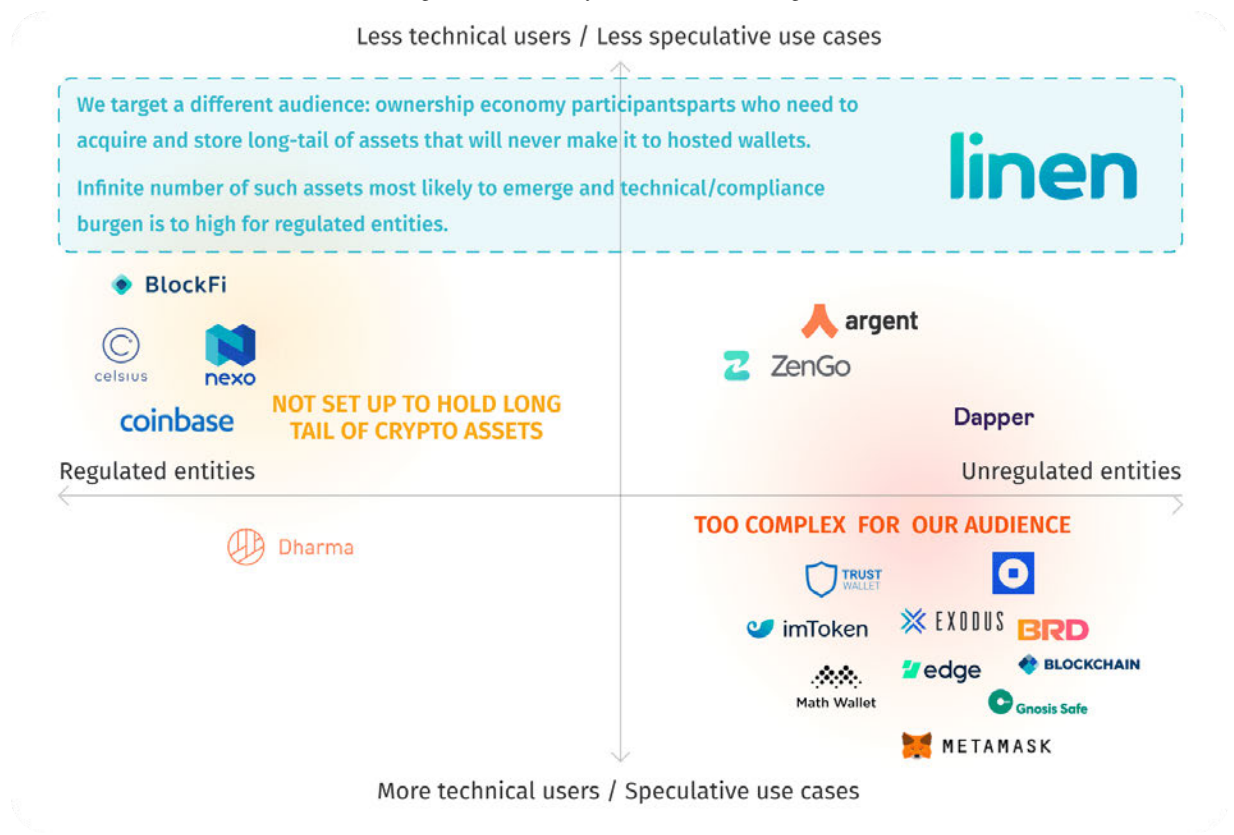 Less technical users / Less speculative use cases
We target a different audience: ownership economy participantsparts who need to
acquire and store long-tail of assets that will never make it to hosted wallets.
Infinite number of such assets most likely to emerge and technical/compliance
burgen is to high for regulated entities.
linen
BlockFi
celsius
nexo
coinbase
NOT SET UP TO HOLD LONG
TAIL OF CRYPTO ASSETS
argent
ZenGo
Dapper
Regulated entities
Unregulated entities
Dharma
TOO COMPLEX FOR OUR AUDIENCE
TRUST
WALLET
imToken
EXODUS
BRD
edge
BLOCKCHAIN
Math Wallet
Gnosis Safe
METAMASK
More technical users / Speculative use cases